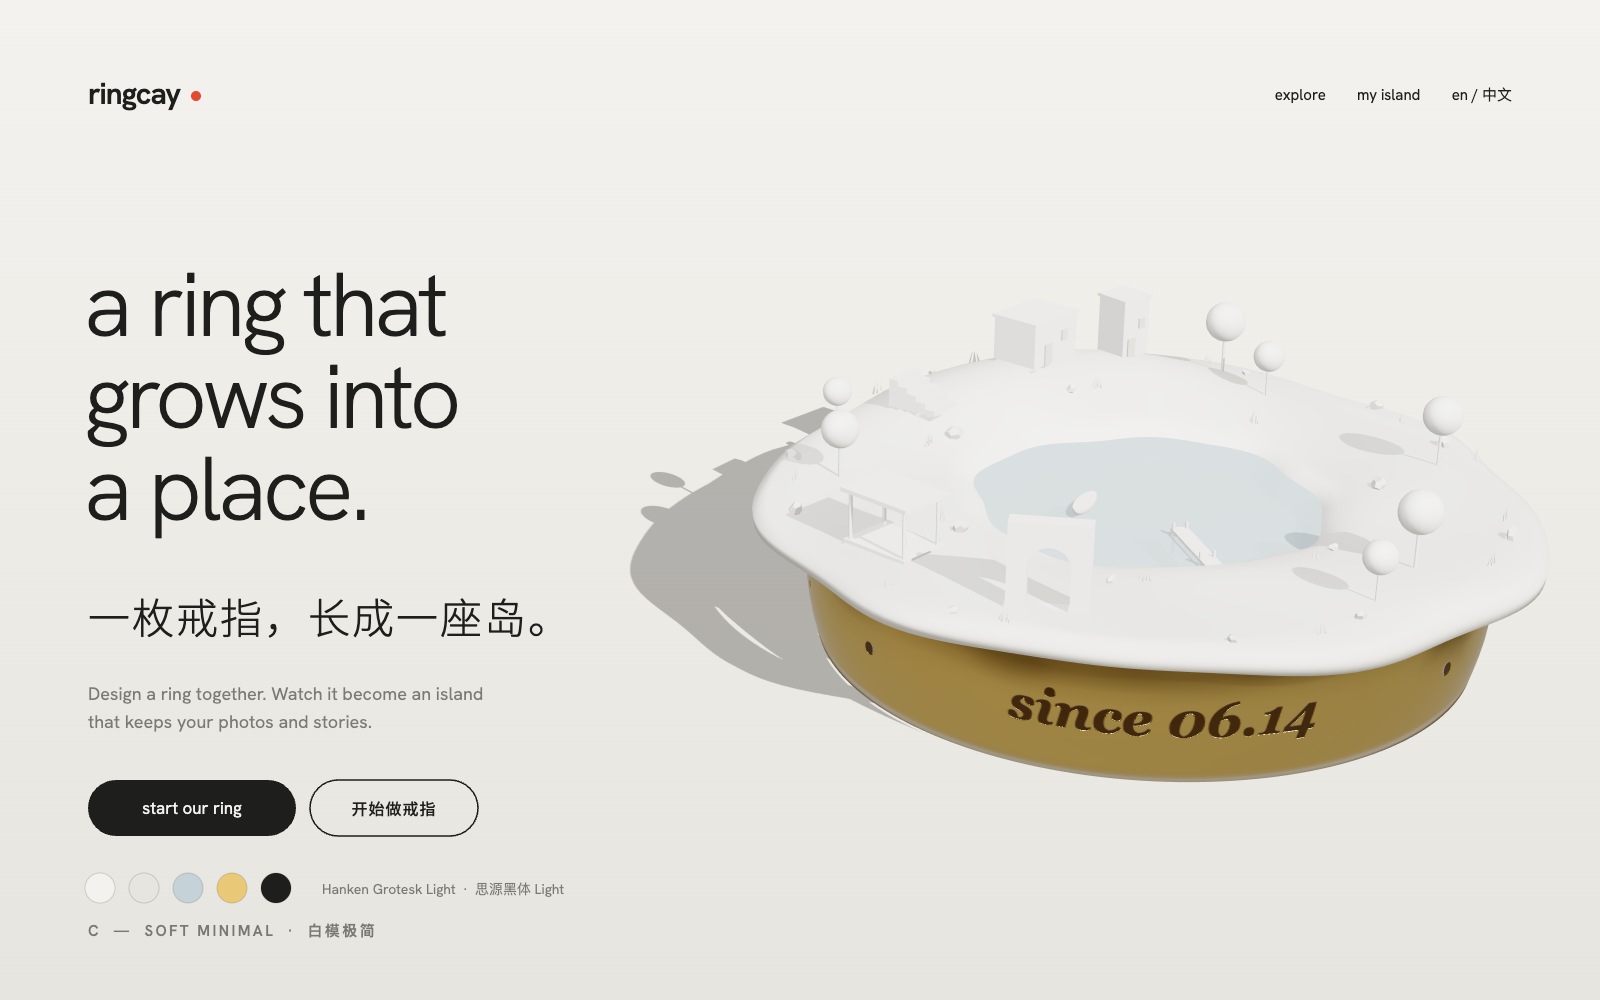 ringcay
explore my island en / 中文
a ring that
grows into
a place.
一枚戒指，长成一座岛。
Design a ring together. Watch it become an island
that keeps your photos and stories.
since 06.14
start our ring 开始做戒指
Hanken Grotesk Light · 思源黑体 Light
C — SOFT MINIMAL · 白模极简